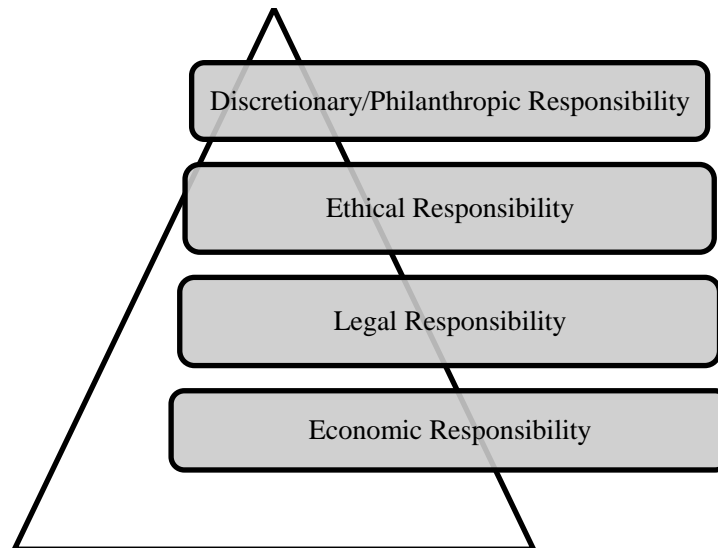 Discretionary/Philanthropic Responsibility
Ethical Responsibility
Legal Responsibility
Economic Responsibility